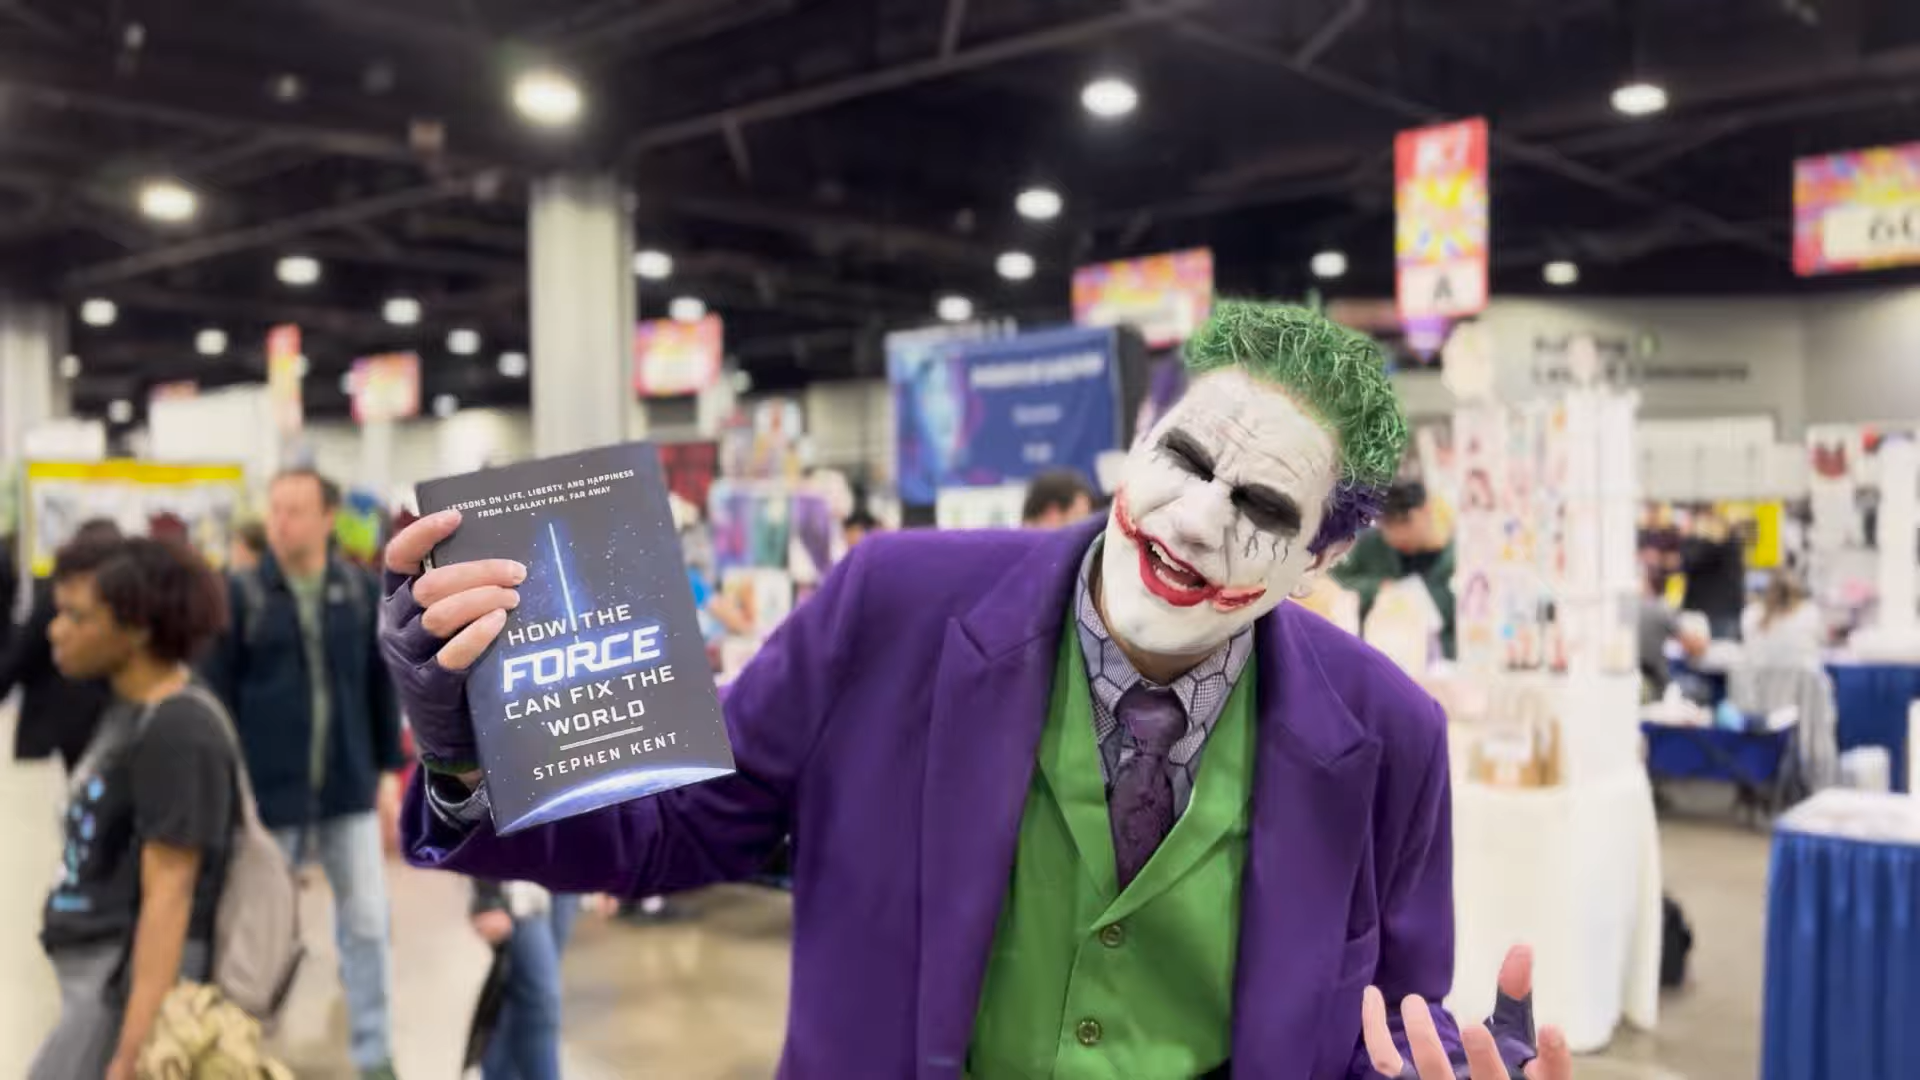 LESSONS ON LIFE, LIBERTY, AND HAPPINESS
FROM A GALAXY FAR, FAR AWAY
HOW THE
FORCE
CAN FIX THE
WORLD
STEPHEN KENT
A